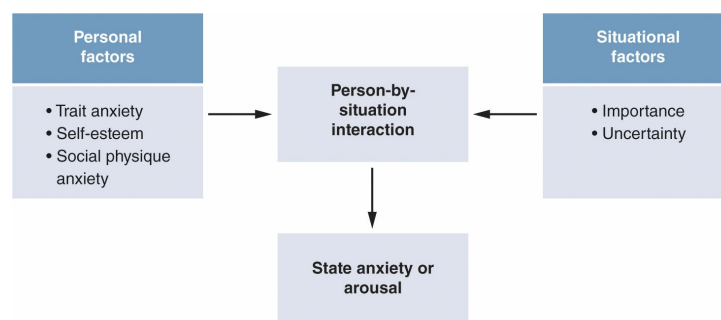 Personal
factors
• Trait anxiety
• Self-esteem
• Social physique
anxiety
Person-by-
situation
interaction
State anxiety or
arousal
Situational
factors
• Importance
• Uncertainty